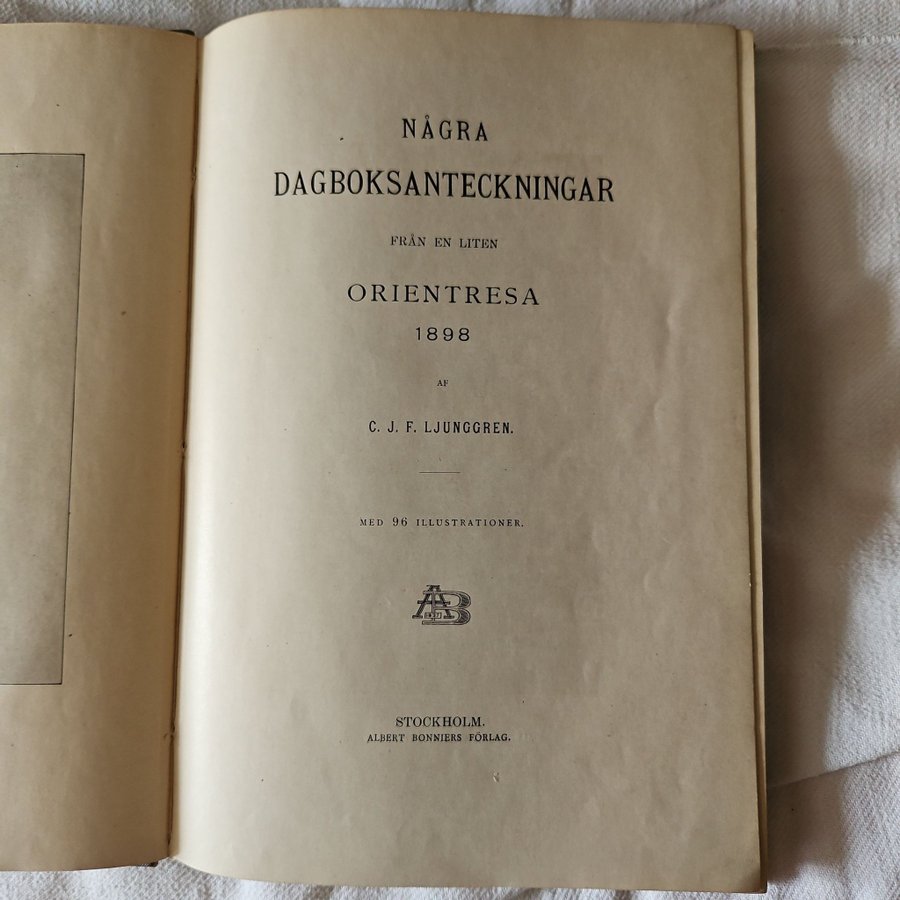 NÅGRA
DAGBOKSANTECKNINGAR
FRÅN EN LITEN
ORIENTRESA
1898
AF
C. J. F. LJUNGGREN.
MED 96 ILLUSTRATIONER.
AB
STOCKHOLM.
ALBERT BONNIERS FÖRLAG.